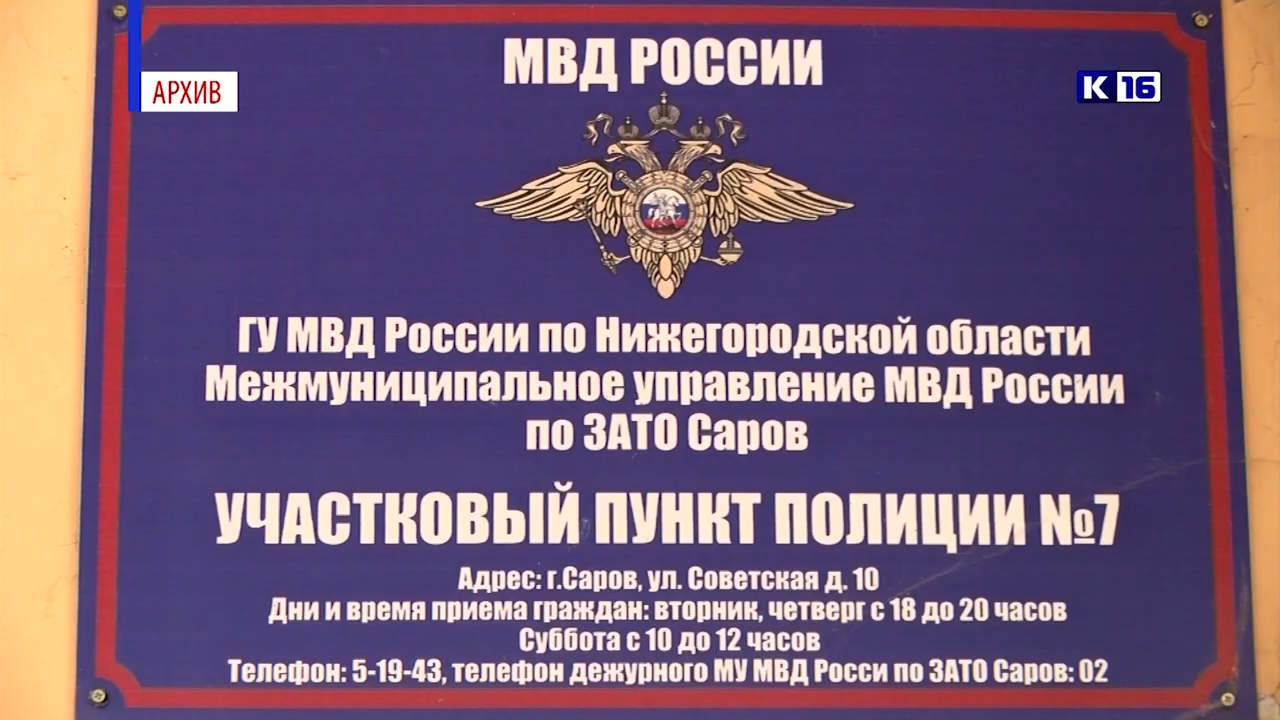 МВД РОССИИ
АРХИВ
К 16
ГУ МВД России по Нижегородской области
Межмуниципальное управление МВД России
по ЗАТО Саров
УЧАСТКОВЫЙ ПУНКТ ПОЛИЦИИ №7
Адрес: г.Саров, ул. Советская д. 10
Дни и время приема граждан: вторник, четверг с 18 до 20 часов
Суббота с 10 до 12 часов
Телефон: 5-19-43, телефон дежурного МУ МВД Росси по ЗАТО Саров: 02